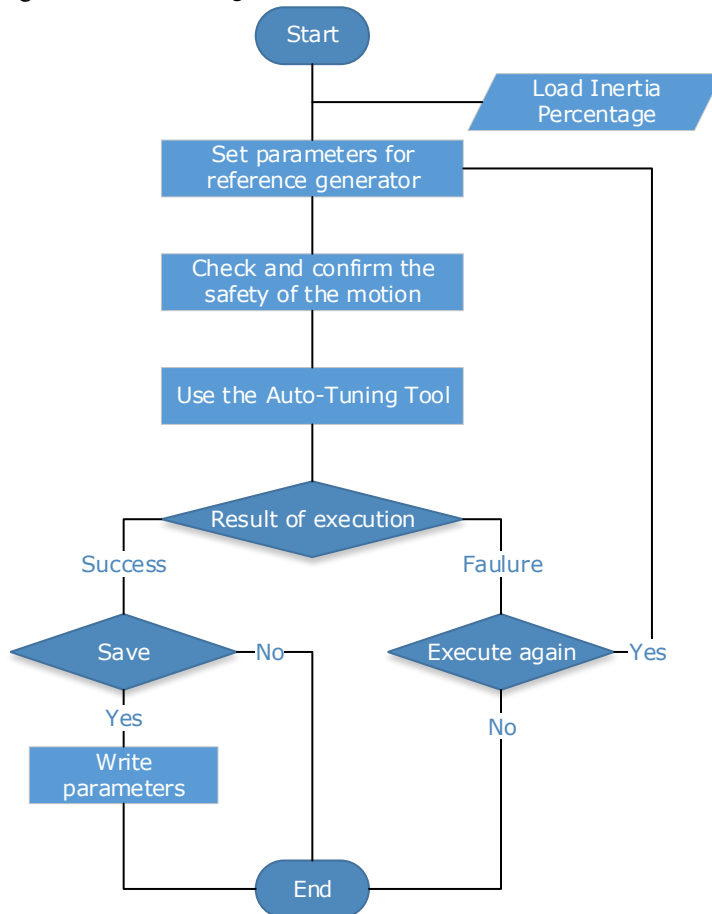 Start
Load Inertia
Percentage
Set parameters for
reference generator
Check and confirm the
safety of the motion
Use the Auto-Tuning Tool
Result of execution
Success
Faulure
Save
No
Execute again
Yes
Yes
No
Write
parameters
End